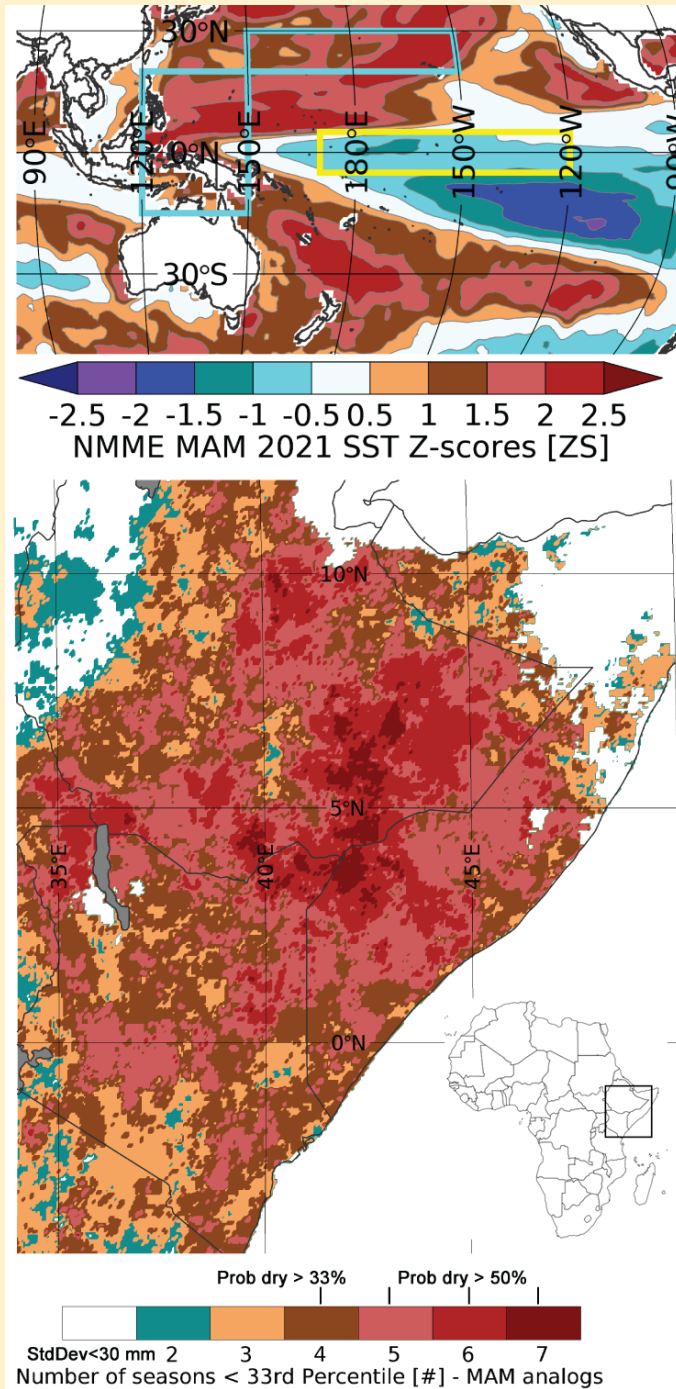 30°N
90°E
120°E
0°N
150°E
180°E
150°W
120°W
90°W
30°S
-2.5 -2 -1.5 -1 -0.5 0.5 1 1.5 2 2.5
NMME MAM 2021 SST Z-scores [ZS]
10°N
5°N
35°E
40°E
45°E
0°N
Prob dry > 33% Prob dry > 50%
StdDev<30 mm 2 3 4 5 6 7
Number of seasons < 33rd Percentile [#] - MAM analogs